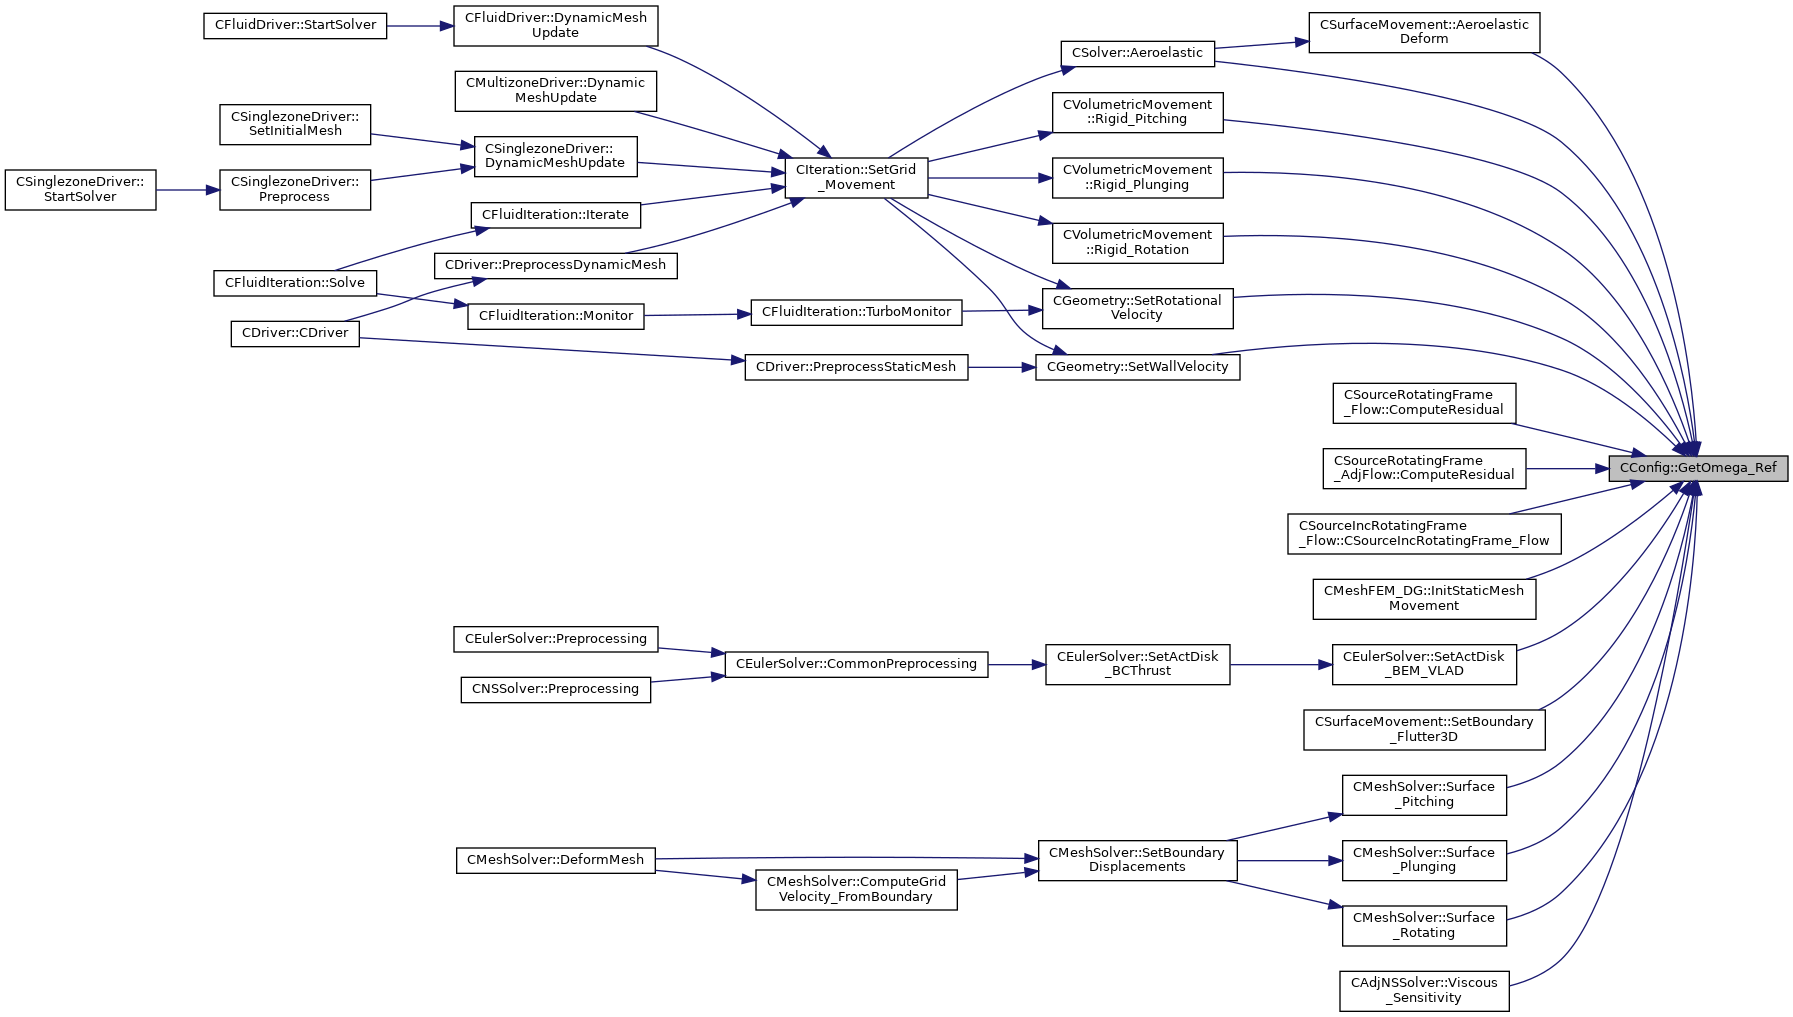 CFluidDriver::StartSolver
CFluidDriver::DynamicMesh
Update
CSurfaceMovement::Aeroelastic
Deform
CSolver::Aeroelastic
CMultizoneDriver::Dynamic
MeshUpdate
CVolumetricMovement
::Rigid_Pitching
CSinglezoneDriver::
SetInitialMesh
CSinglezoneDriver::
DynamicMeshUpdate
CIteration::SetGrid
_Movement
CVolumetricMovement
::Rigid_Plunging
CSinglezoneDriver::
StartSolver
CSinglezoneDriver::
Preprocess
CFluidIteration::Iterate
CVolumetricMovement
::Rigid_Rotation
CDriver::PreprocessDynamicMesh
CFluidIteration::Solve
CGeometry::SetRotational
Velocity
CFluidIteration::Monitor
CFluidIteration::TurboMonitor
CDriver::CDriver
CDriver::PreprocessStaticMesh
CGeometry::SetWallVelocity
CSourceRotatingFrame
_Flow::ComputeResidual
CSourceRotatingFrame
_AdjFlow::ComputeResidual
CConfig::GetOmega_Ref
CSourceIncRotatingFrame
_Flow::CSourceIncRotatingFrame_Flow
CMeshFEM_DG::InitStaticMesh
Movement
CEulerSolver::Preprocessing
CEulerSolver::CommonPreprocessing
CEulerSolver::SetActDisk
_BCThrust
CEulerSolver::SetActDisk
_BEM_VLAD
CNSSolver::Preprocessing
CSurfaceMovement::SetBoundary
_Flutter3D
CMeshSolver::Surface
_Pitching
CMeshSolver::DeformMesh
CMeshSolver::SetBoundary
Displacements
CMeshSolver::Surface
_Plunging
CMeshSolver::ComputeGrid
Velocity_FromBoundary
CMeshSolver::Surface
_Rotating
CAdjNSSolver::Viscous
_Sensitivity